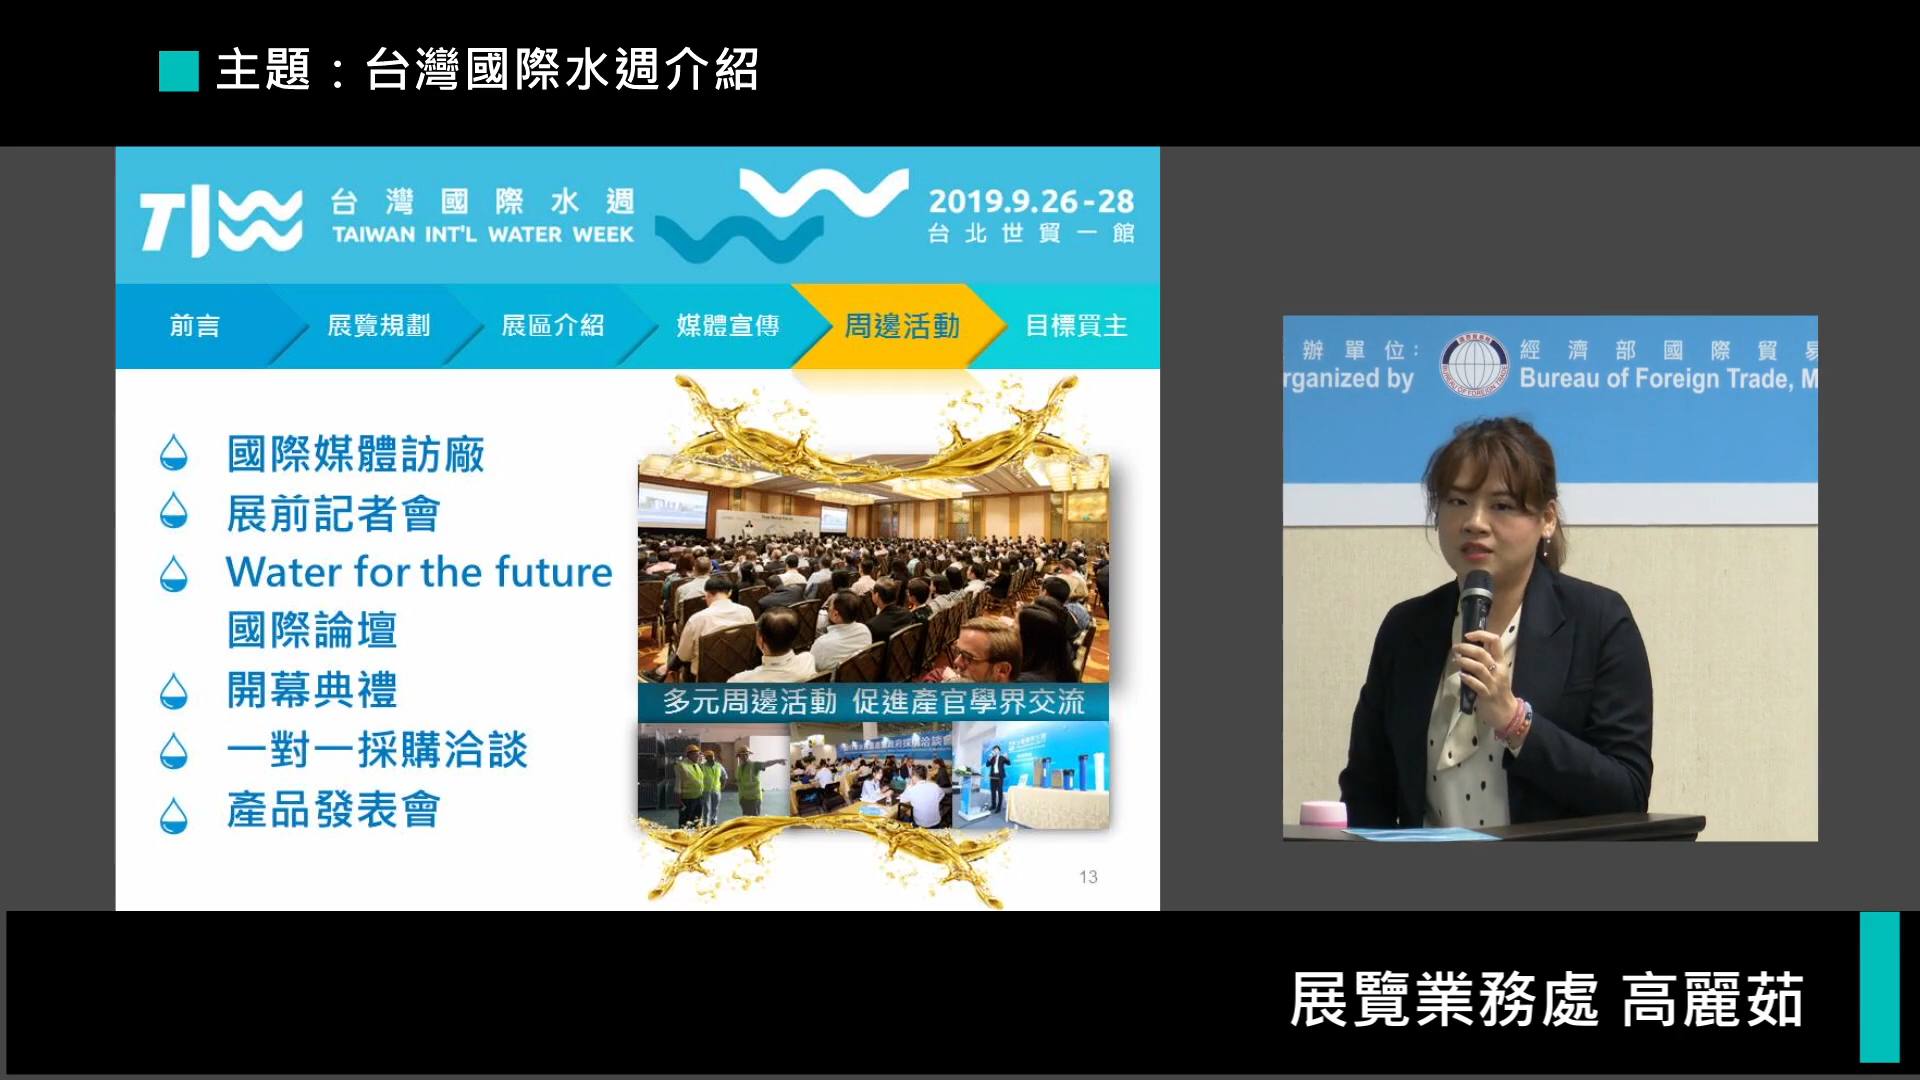 主題：台灣國際水週介紹
TIWW
台灣國際水週
TAIWAN INT'L WATER WEEK
2019.9.26-28
台北世貿一館
前言
展覽規劃
展區介紹
媒體宣傳
周邊活動
目標買主
國際媒體訪廠
展前記者會
Water for the future
國際論壇
開幕典禮
一對一採購洽談
產品發表會
多元周邊活動 促進產官學界交流
13
辦單位:
rganized by
經濟部國際貿易
Bureau of Foreign Trade, M
展覽業務處 高麗茹